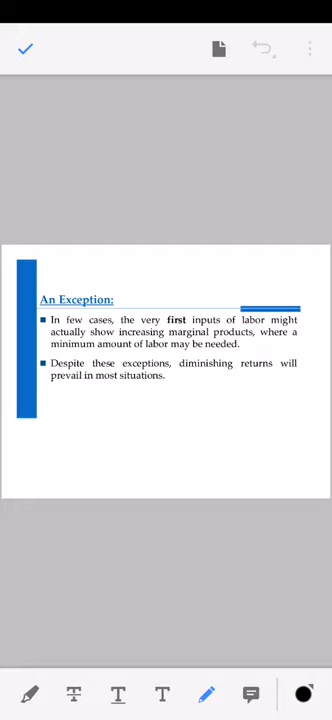 An Exception:
In few cases, the very first inputs of labor might
actually show increasing marginal products, where a
minimum amount of labor may be needed.
Despite these exceptions, diminishing returns will
prevail in most situations.